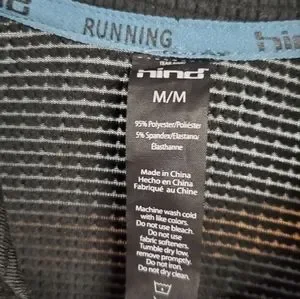 RUNNING
hind
hind
M/M
95% Polyester/Poliéster
5% Spandex/Elastano/
Élasthanne
Made in China
Hecho en China
Fabriqué au Chine
Machine wash cold
with like colors.
Do not use bleach.
Do not use
fabric softeners.
Tumble dry low,
remove promptly.
Do not iron.
Do not dry clean.